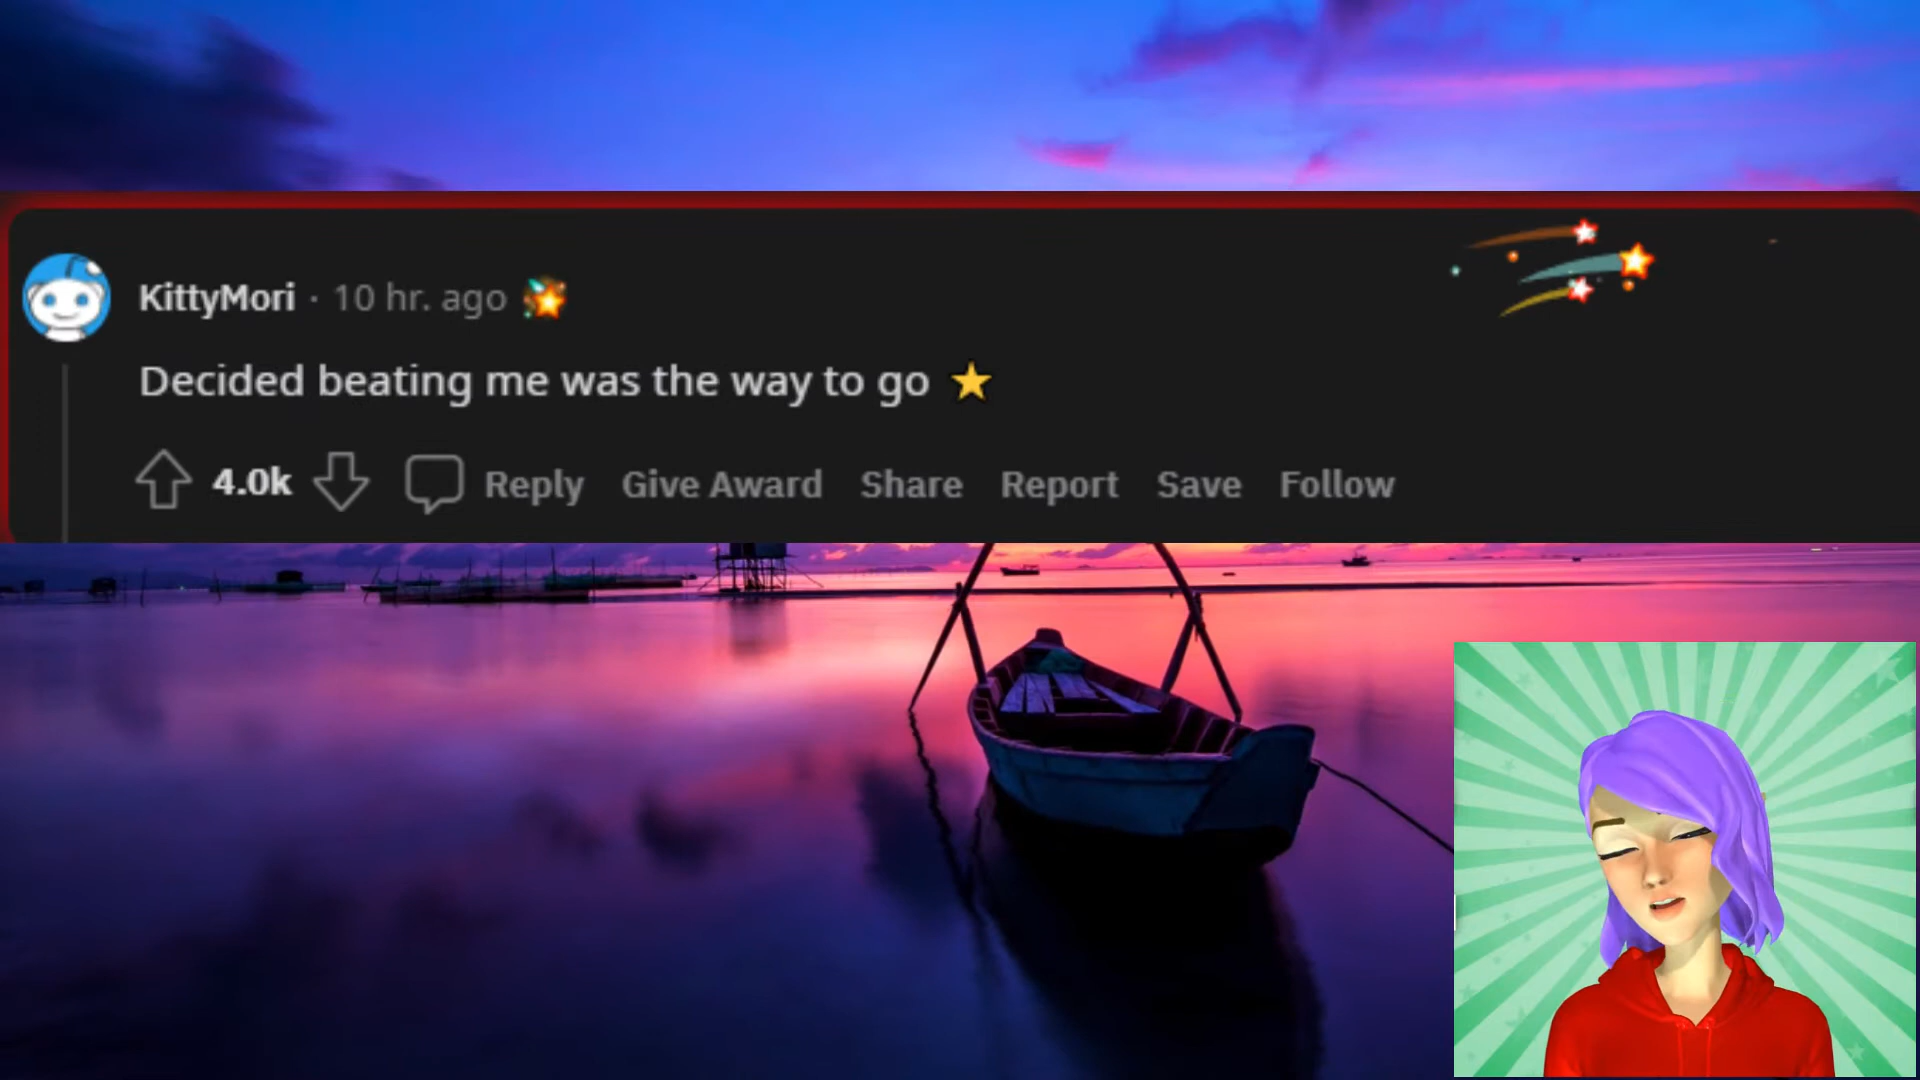 KittyMori · 10 hr. ago
Decided beating me was the way to go ⭐
4.0k Reply Give Award Share Report Save Follow